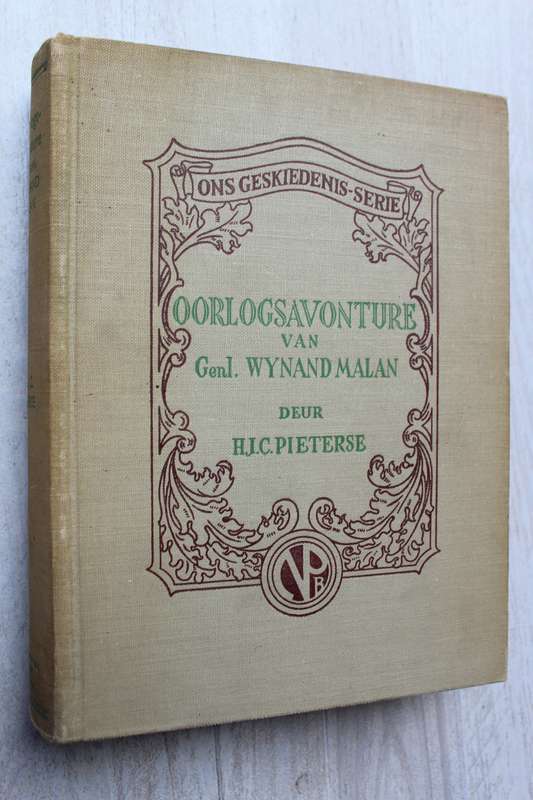 ONS GESKIEDENIS-SERIE
OORLOGSAVONTURE
VAN
Genl. WYNAND MALAN
DEUR
H.J.C. PIETERSE